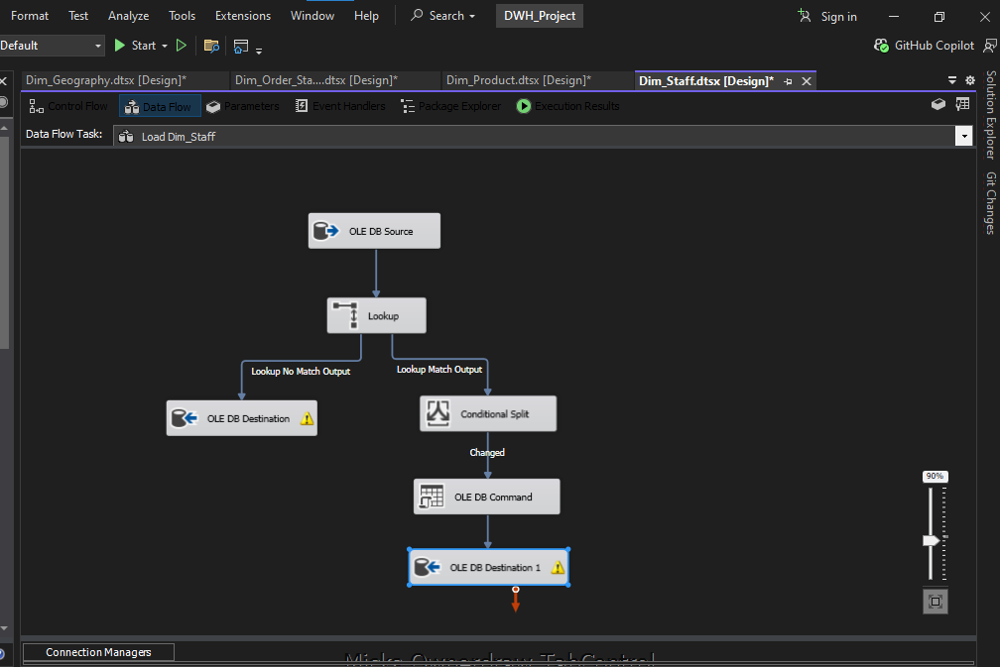 Format Test Analyze Tools Extensions Window Help Search DWH_Project Sign in
Default Start GitHub Copilot
Dim_Geography.dtsx [Design]* Dim_Order_Sta....dtsx [Design]* Dim_Product.dtsx [Design]* Dim_Staff.dtsx [Design]*
Control Flow Data Flow Parameters Event Handlers Package Explorer Execution Results
Data Flow Task: Load Dim_Staff
Solution Explorer
Git Changes
OLE DB Source
Lookup
Lookup No Match Output Lookup Match Output
OLE DB Destination Conditional Split
Changed
90%
OLE DB Command
OLE DB Destination 1
Connection Managers